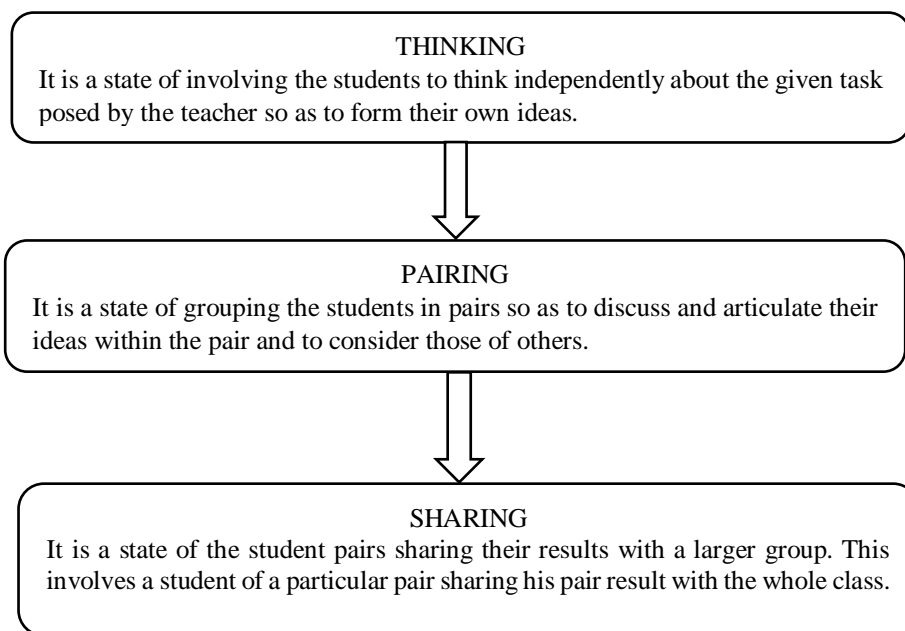 THINKING
It is a state of involving the students to think independently about the given task
posed by the teacher so as to form their own ideas.
PAIRING
It is a state of grouping the students in pairs so as to discuss and articulate their
ideas within the pair and to consider those of others.
SHARING
It is a state of the student pairs sharing their results with a larger group. This
involves a student of a particular pair sharing his pair result with the whole class.